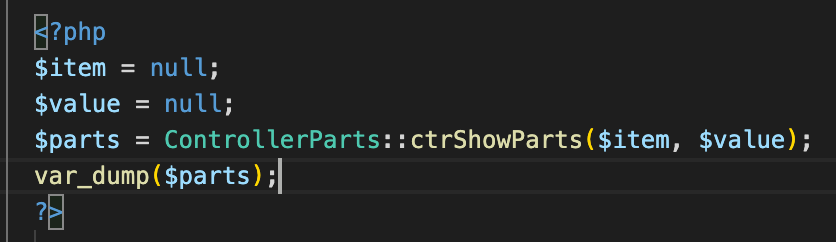 <?php
$item = null;
$value = null;
$parts = ControllerParts::ctrShowParts($item, $value);
var_dump($parts);
?>